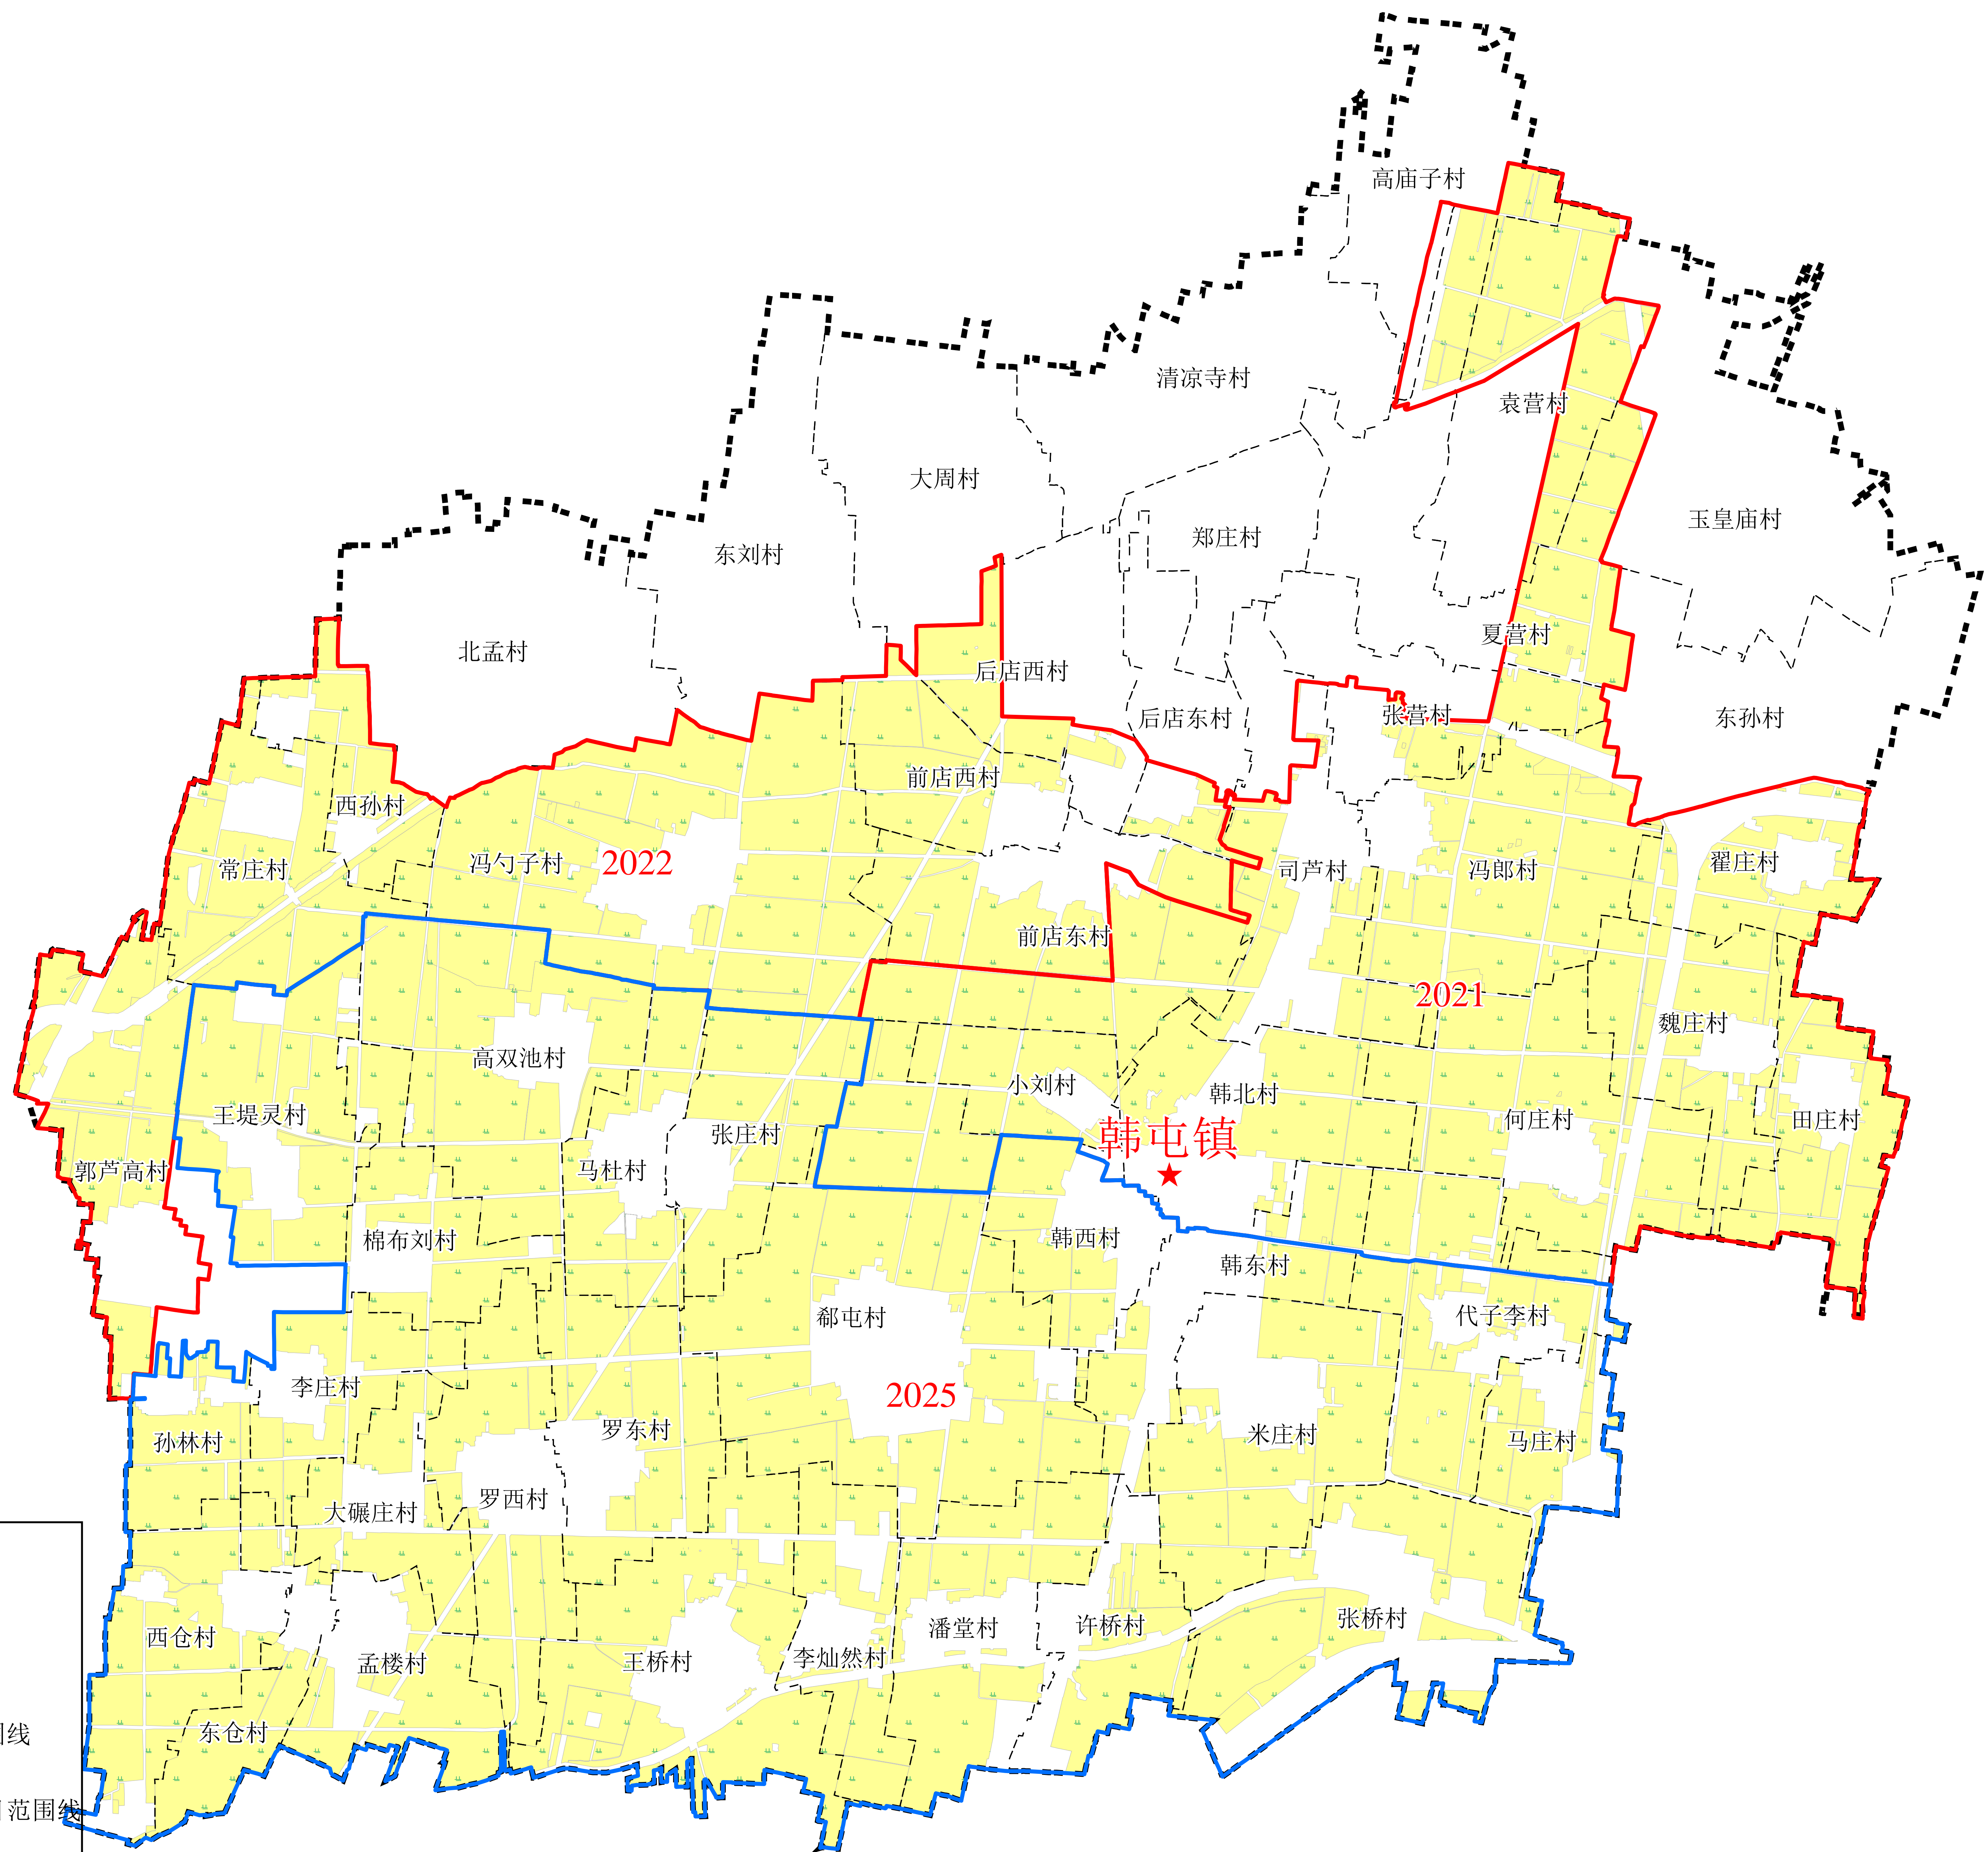 高庙子村
清凉寺村
袁营村
大周村
玉皇庙村
郑庄村
东刘村
夏营村
北孟村
后店西村
后店东村
张营村
东孙村
前店西村
西孙村
冯勺子村
2022
常庄村
司芦村
冯郎村
翟庄村
前店东村
2021
魏庄村
高双池村
小刘村
韩北村
王堤灵村
张庄村
韩屯镇
何庄村
田庄村
郭芦高村
马杜村
棉布刘村
韩西村
韩东村
郗屯村
代子李村
李庄村
2025
孙林村
罗东村
米庄村
马庄村
大碾庄村
罗西村
西仓村
孟楼村
王桥村
李灿然村
潘堂村
许桥村
张桥村
东仓村
围线
范围线